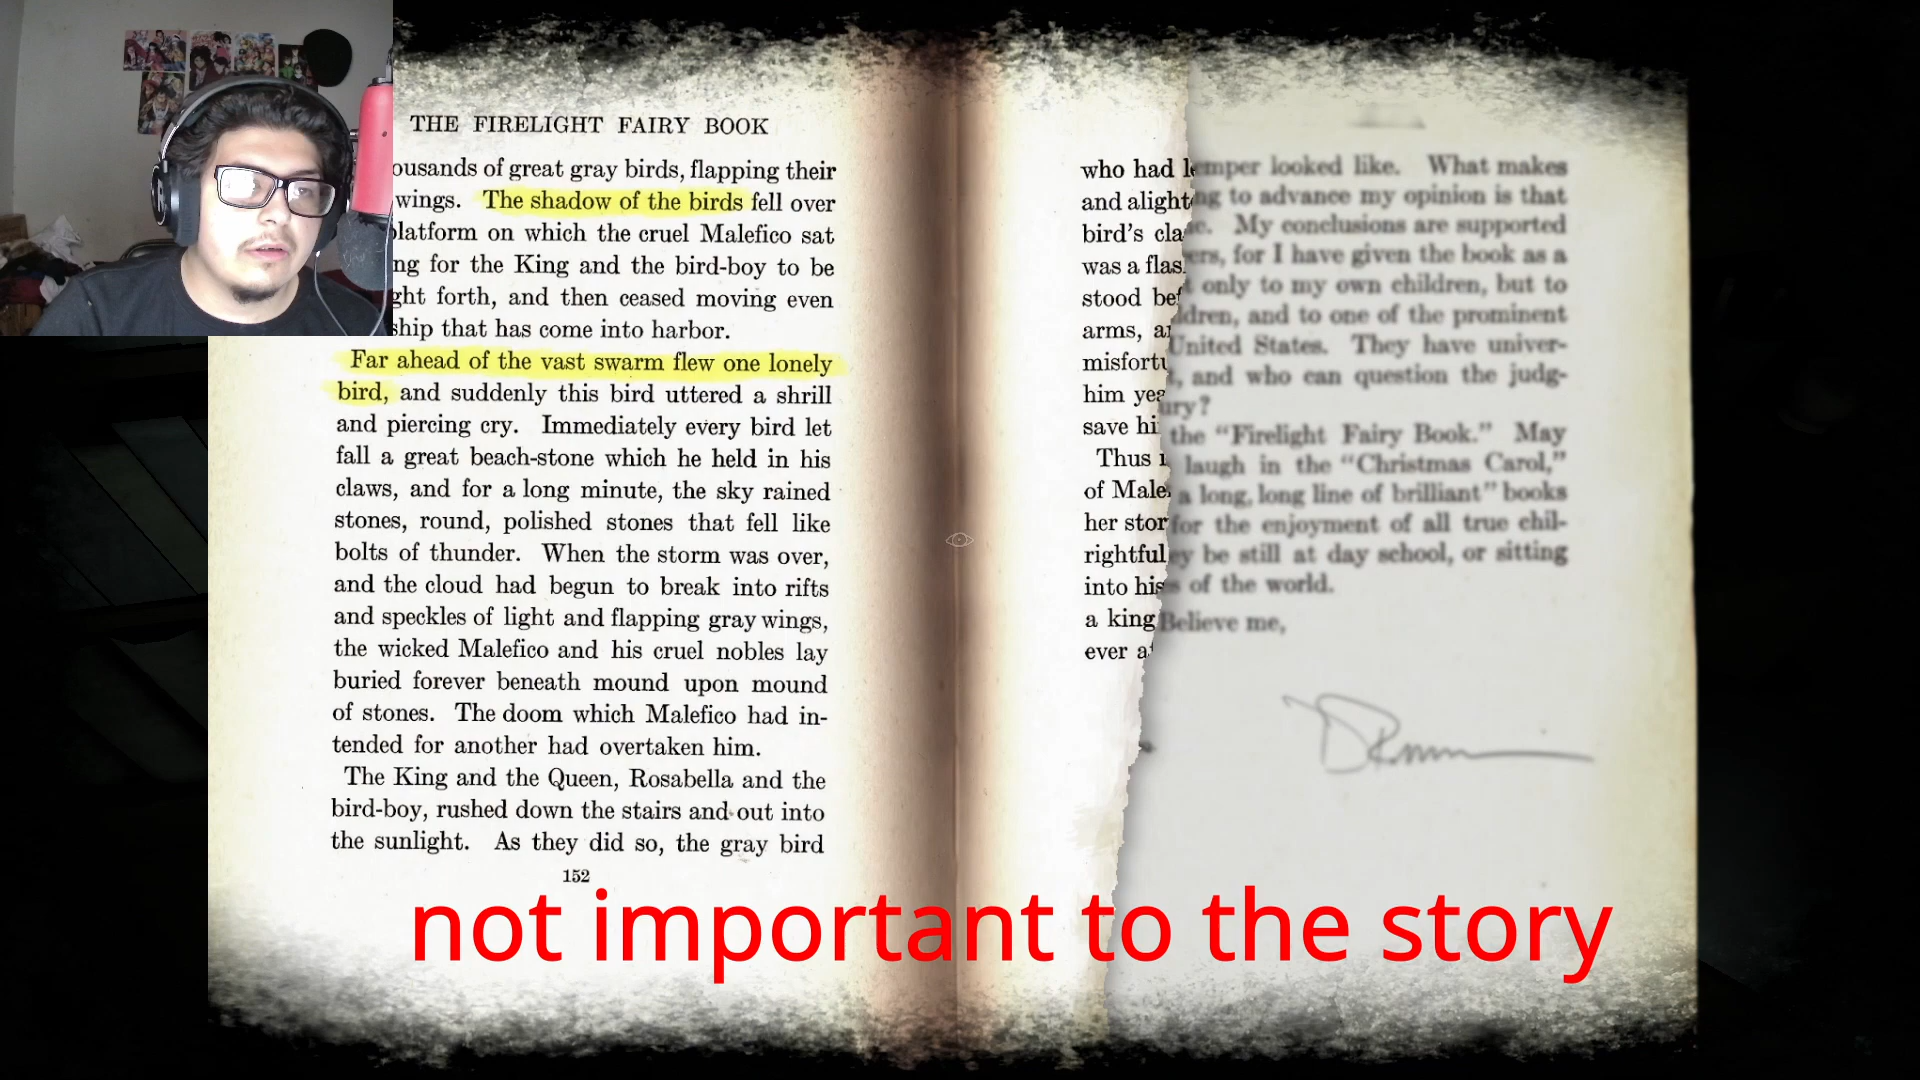 THE FIRELIGHT FAIRY BOOK
ousands of great gray birds, flapping their
wings. The shadow of the birds fell over
latform on which the cruel Malefico sat
ng for the King and the bird-boy to be
ght forth, and then ceased moving even
ship that has come into harbor.
Far ahead of the vast swarm flew one lonely
bird, and suddenly this bird uttered a shrill
and piercing cry. Immediately every bird let
fall a great beach-stone which he held in his
claws, and for a long minute, the sky rained
stones, round, polished stones that fell like
bolts of thunder. When the storm was over,
and the cloud had begun to break into rifts
and speckles of light and flapping gray wings,
the wicked Malefico and his cruel nobles lay
buried forever beneath mound upon mound
of stones. The doom which Malefico had in-
tended for another had overtaken him.
The King and the Queen, Rosabella and the
bird-boy, rushed down the stairs and out into
the sunlight. As they did so, the gray bird
152
who had l
and alight
bird's cla
was a flas
stood bef
arms, a
misfortu
him yea
save hi
Thus
of Male
her stor
rightful
into his
a king
ever a
emper looked like. What makes
ng to advance my opinion is that
e. My conclusions are supported
ers, for I have given the book as a
t only to my own children, but to
ldren, and to one of the prominent
United States. They have univer-
, and who can question the judg-
ury?
the "Firelight Fairy Book." May
laugh in the "Christmas Carol,"
a long, long line of brilliant" books
for the enjoyment of all true chil-
ey be still at day school, or sitting
s of the world.
Believe me,
not important to the story